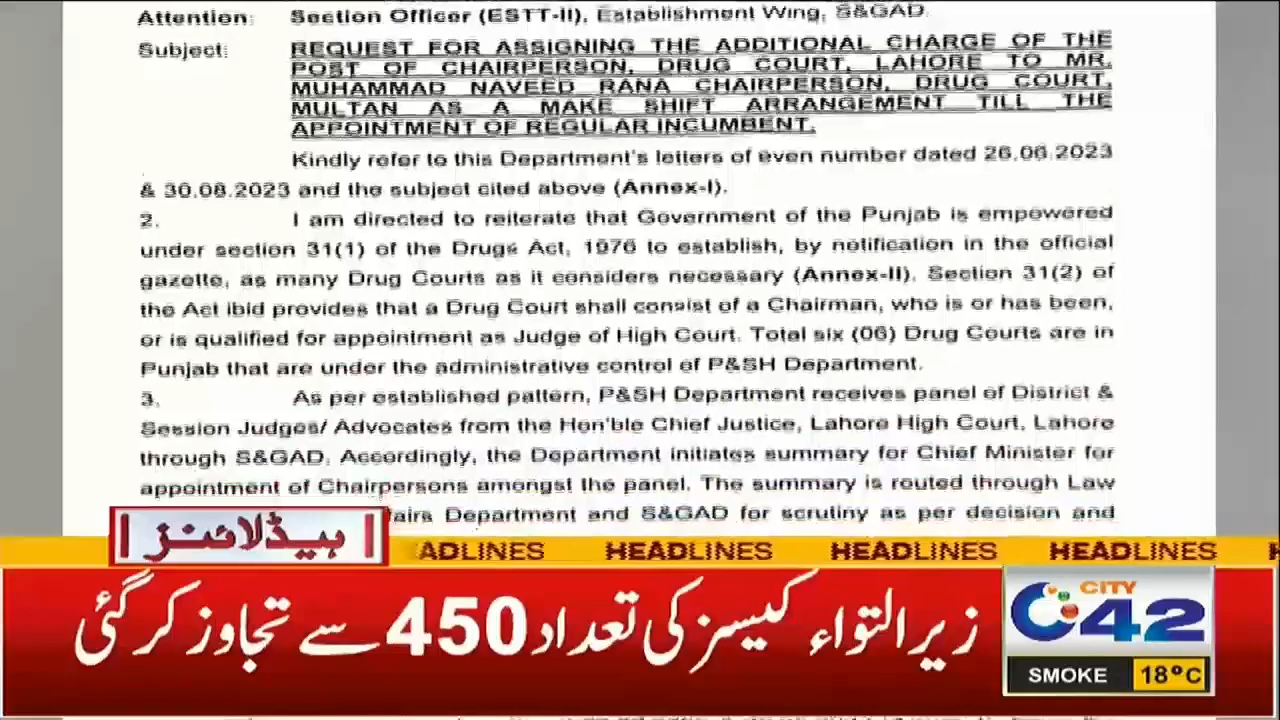 Attention: Section Officer (ESTT-II), Establishment Wing, S&GAD.
Subject: REQUEST FOR ASSIGNING THE ADDITIONAL CHARGE OF THE
POST OF CHAIRPERSON, DRUG COURT, LAHORE TO MR.
MUHAMMAD NAVEED RANA CHAIRPERSON, DRUG COURT,
MULTAN AS A MAKE SHIFT ARRANGEMENT TILL THE
APPOINTMENT OF REGULAR INCUMBENT.
Kindly refer to this Department's letters of even number dated 26.06.2023
& 30.08.2023 and the subject cited above (Annex-I).
2. I am directed to reiterate that Government of the Punjab is empowered
under section 31(1) of the Drugs Act, 1976 to establish, by notification in the official
gazette, as many Drug Courts as it considers necessary (Annex-II). Section 31(2) of
the Act ibid provides that a Drug Court shall consist of a Chairman, who is or has been,
or is qualified for appointment as Judge of High Court. Total six (06) Drug Courts are in
Punjab that are under the administrative control of P&SH Department.
3. As per established pattern, P&SH Department receives panel of District &
Session Judges/ Advocates from the Hon'ble Chief Justice, Lahore High Court, Lahore
through S&GAD. Accordingly, the Department initiates summary for Chief Minister for
appointment of Chairpersons amongst the panel. The summary is routed through Law
fairs Department and S&GAD for scrutiny as per decision and
ہیڈلائنز
ADLINES HEADLINES HEADLINES HEADLINES H
زیر التواء کیسز کی تعداد 450 سے تجاوز کر گئی
CITY
42
SMOKE 18°C